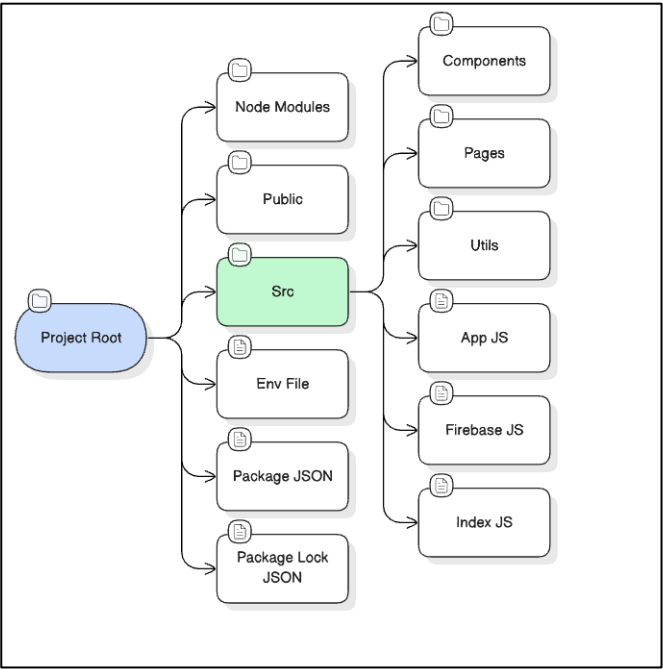 Project Root
Node Modules
Public
Src
Env File
Package JSON
Package Lock
JSON
Components
Pages
Utils
App JS
Firebase JS
Index JS